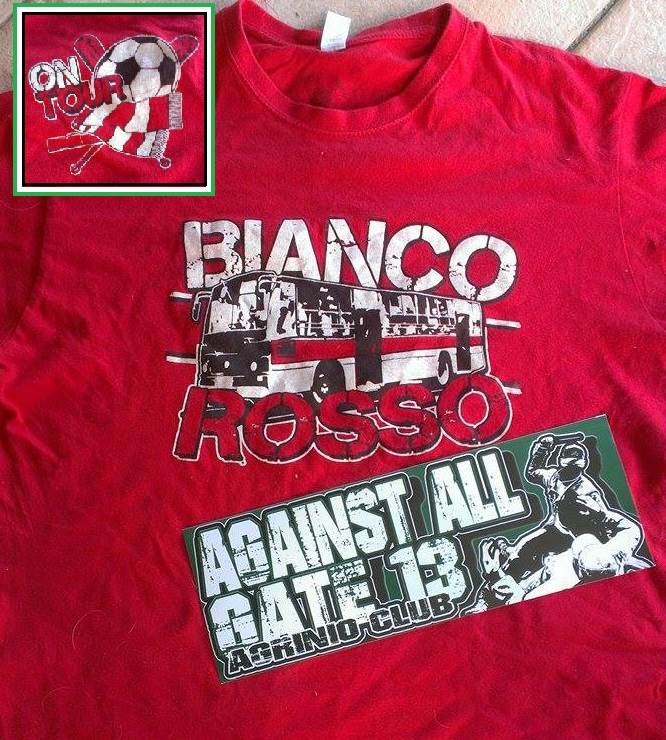 ON
TOUR
BIANCO
ROSSO
AGAINST ALL
GATE 13
AGRINIO CLUB